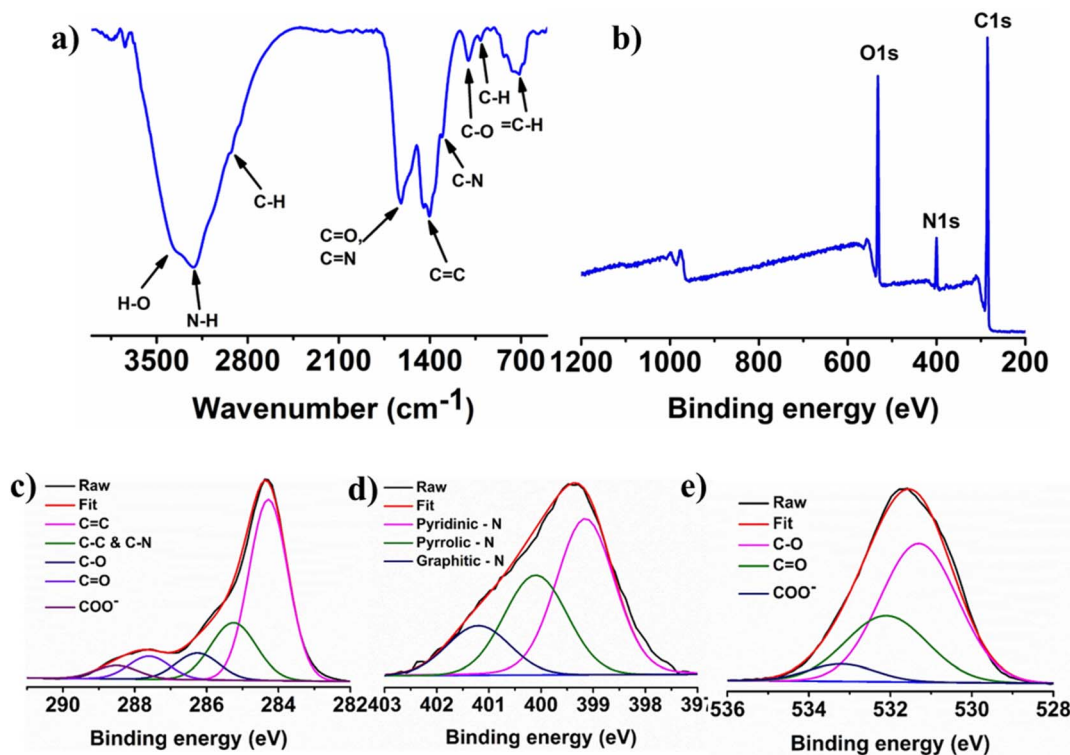 a)
C-H
C-O
=C-H
C-N
C-H
C=O,
C=N
C=C
H-O
N-H
3500 2800 2100 1400 700
Wavenumber (cm-1)
b)
C1s
O1s
N1s
1200 1000 800 600 400 200
Binding energy (eV)
c)
Raw
Fit
C=C
C-C & C-N
C-O
C=O
COO-
290 288 286 284 282
Binding energy (eV)
d)
Raw
Fit
Pyridinic - N
Pyrrolic - N
Graphitic - N
403 402 401 400 399 398
Binding energy (eV)
e)
Raw
Fit
C-O
C=O
COO-
536 534 532 530 528
Binding energy (eV)